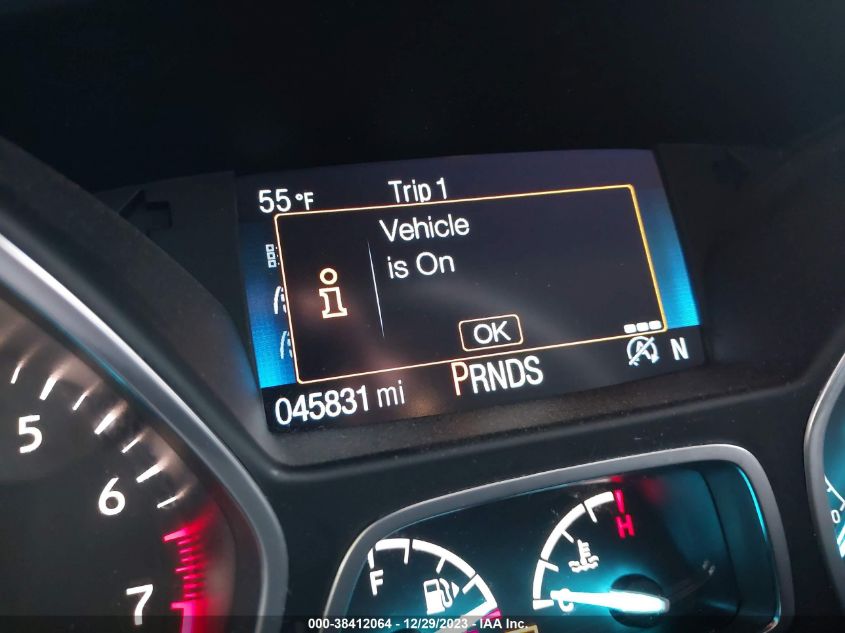 55°F Trip 1
Vehicle
is On
i
OK
045831 mi PRNDS A N
5
6
7
F
H
C
0
000-38412064 - 12/29/2023 - IAA Inc.